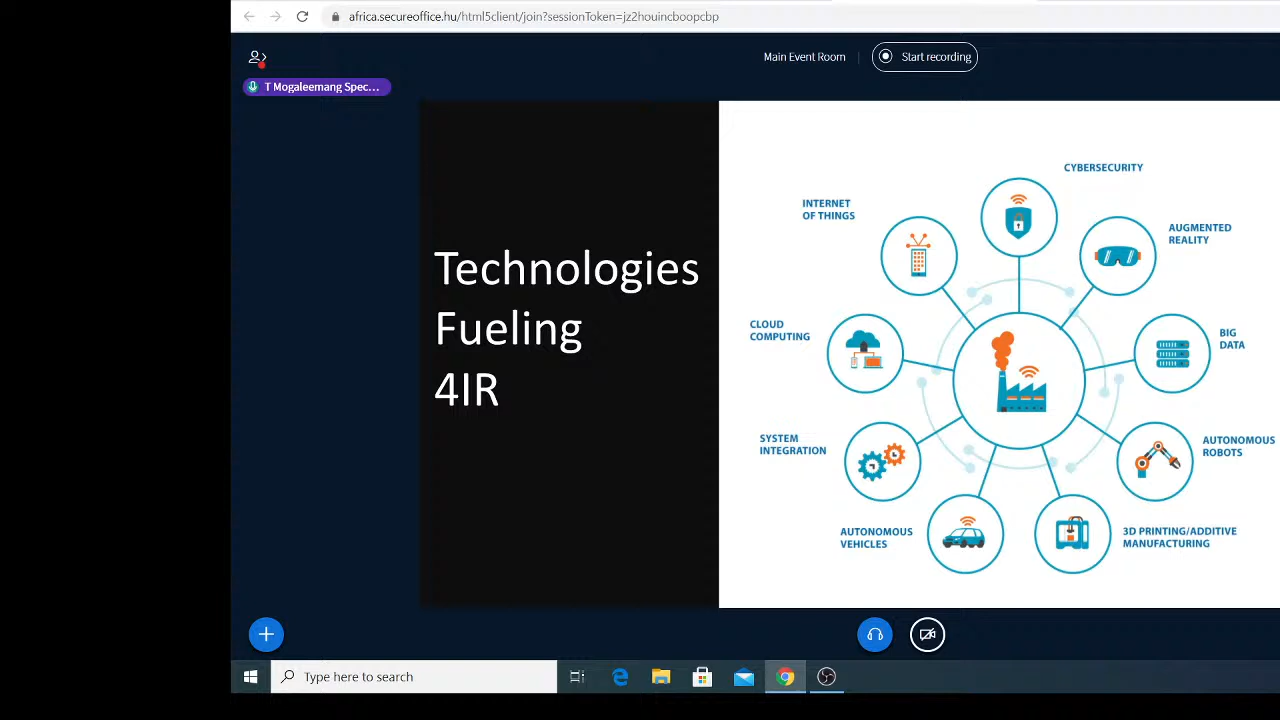 africa.secureoffice.hu/html5client/join?sessionToken=jz2houincboopcbp
Main Event Room
Start recording
T Mogaleemang Spec...
Technologies
Fueling
4IR
CYBERSECURITY
INTERNET
OF THINGS
AUGMENTED
REALITY
CLOUD
COMPUTING
BIG
DATA
SYSTEM
INTEGRATION
AUTONOMOUS
ROBOTS
AUTONOMOUS
VEHICLES
3D PRINTING/ADDITIVE
MANUFACTURING
Type here to search